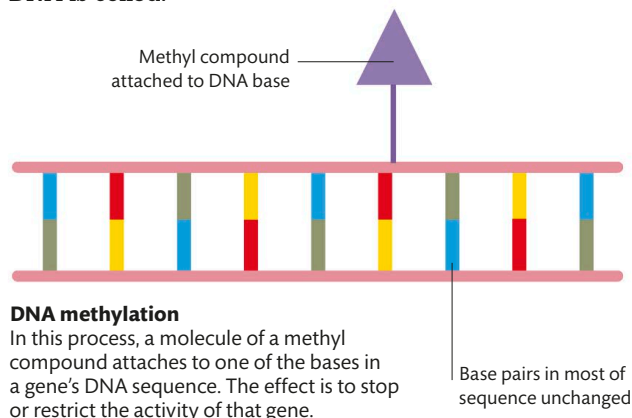 Methyl compound
attached to DNA base
DNA methylation
In this process, a molecule of a methyl
compound attaches to one of the bases in
a gene's DNA sequence. The effect is to stop
or restrict the activity of that gene.
Base pairs in most of
sequence unchanged